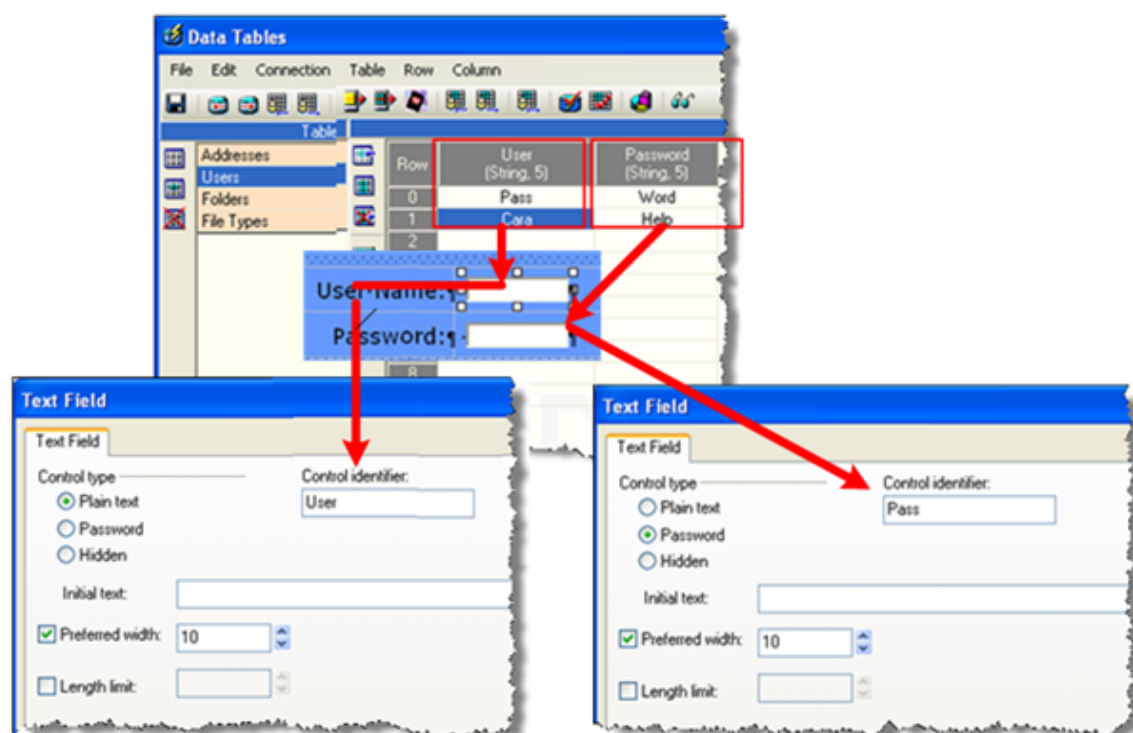 Data Tables
File Edit Connection Table Row Column
Table
Addresses
Users
Folders
File Types
Row User (String, 5) Password (String, 5)
0 Pass Word
1 Cara Help
2
User Name:
Password:
8
Text Field
Text Field
Control type
Plain text
Password
Hidden
Control identifier:
User
Initial text:
Preferred width: 10
Length limit:
Text Field
Text Field
Control type
Plain text
Password
Hidden
Control identifier:
Pass
Initial text:
Preferred width: 10
Length limit: